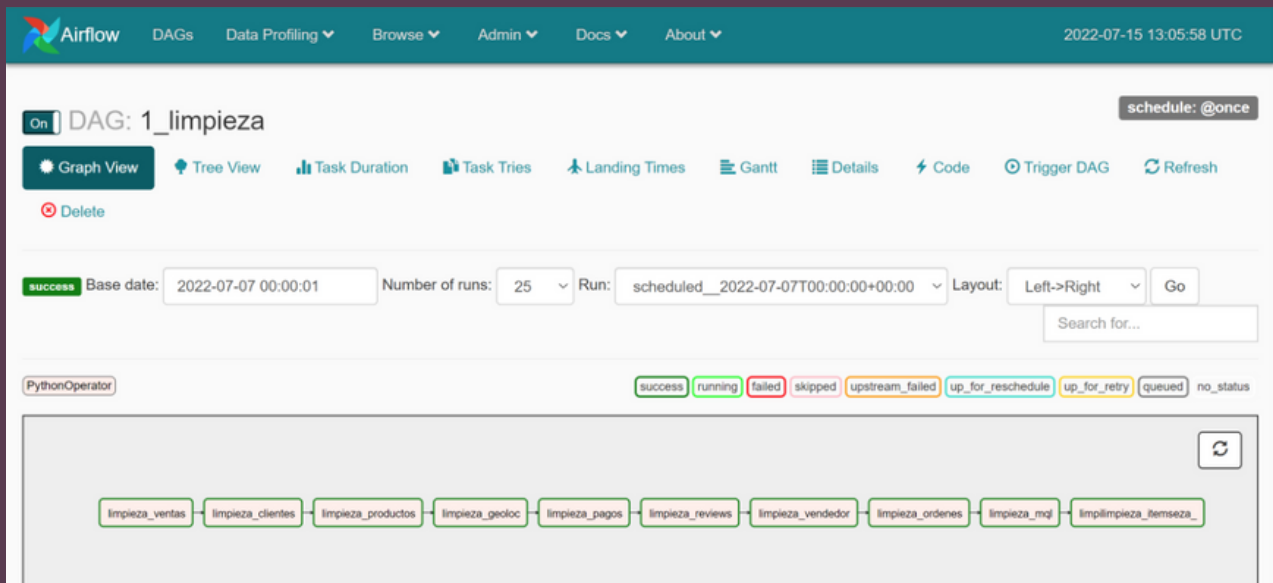 Airflow DAGs Data Profiling Browse Admin Docs About 2022-07-15 13:05:58 UTC
schedule: @once
On DAG: 1_limpieza
Graph View Tree View Task Duration Task Tries Landing Times Gantt Details Code Trigger DAG Refresh
Delete
success Base date: 2022-07-07 00:00:01 Number of runs: 25 Run: scheduled__2022-07-07T00:00:00+00:00 Layout: Left->Right Go
Search for...
PythonOperator success running failed skipped upstream_failed up_for_reschedule up_for_retry queued no_status
limpieza_ventas limpieza_clientes limpieza_productos limpieza_geoloc limpieza_pagos limpieza_reviews limpieza_vendedor limpieza_ordenes limpieza_mql limpilimpieza_itemseza_